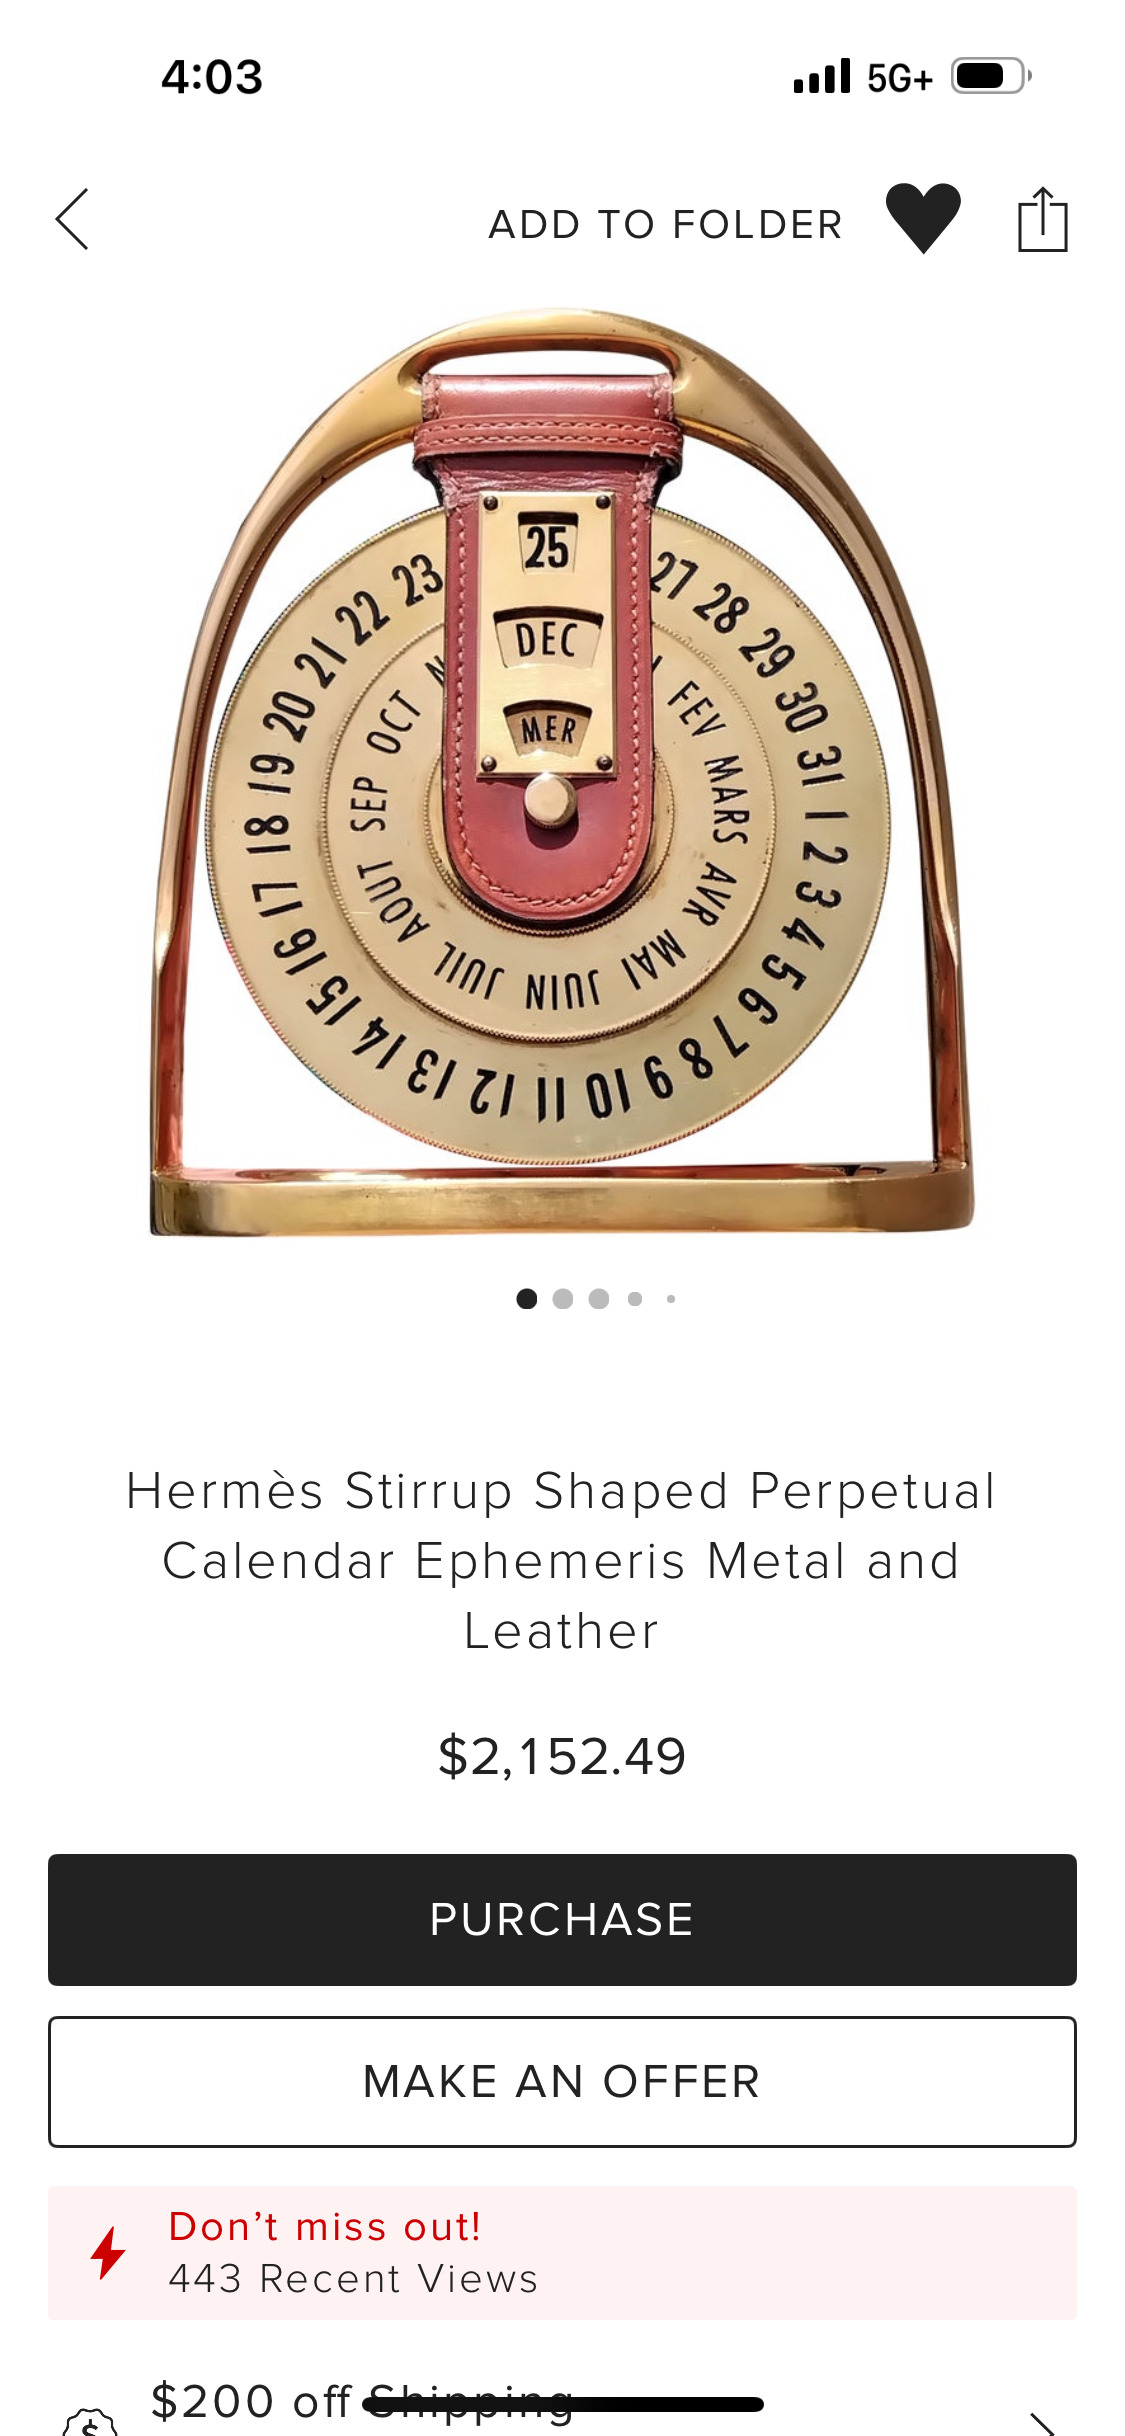 4:03
5G+
ADD TO FOLDER
25
DEC
MER
27 28 29 30 31 1 2 3 4 5 6 7 8 9 10 11 12 13 14 15 16 17 18 19 20 21 22 23
FEV MARS AVR MAI JUIN JUIL AOUT SEP OCT N
Hermès Stirrup Shaped Perpetual
Calendar Ephemeris Metal and
Leather
$2,152.49
PURCHASE
MAKE AN OFFER
Don’t miss out!
443 Recent Views
$200 off Shipping
$